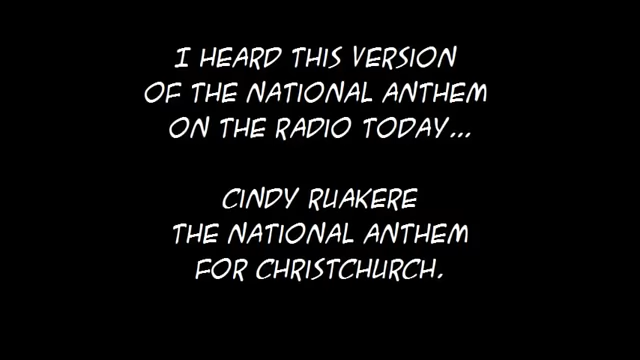 I HEARD THIS VERSION
OF THE NATIONAL ANTHEM
ON THE RADIO TODAY...
CINDY RUAKERE
THE NATIONAL ANTHEM
FOR CHRISTCHURCH.